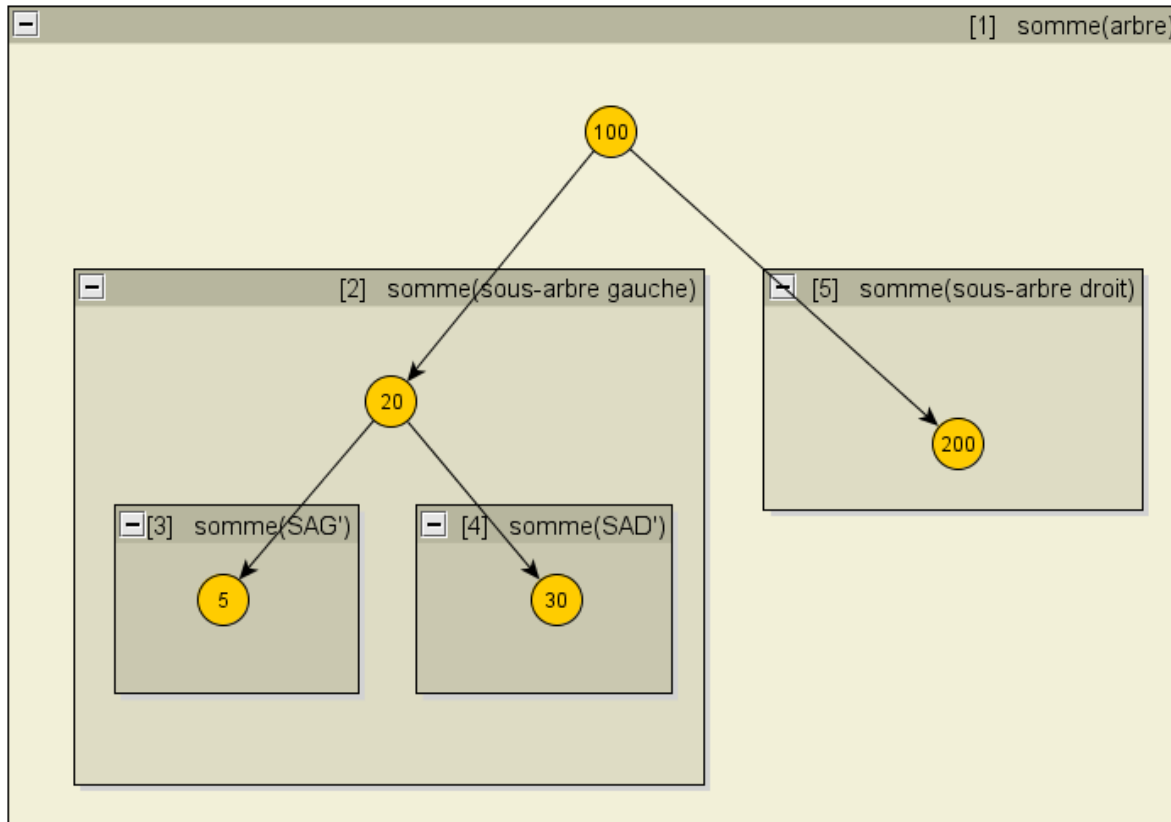 [1] somme(arbre)
100
[2] somme(sous-arbre gauche)
[5] somme(sous-arbre droit)
20
200
[3] somme(SAG')
[4] somme(SAD')
5
30